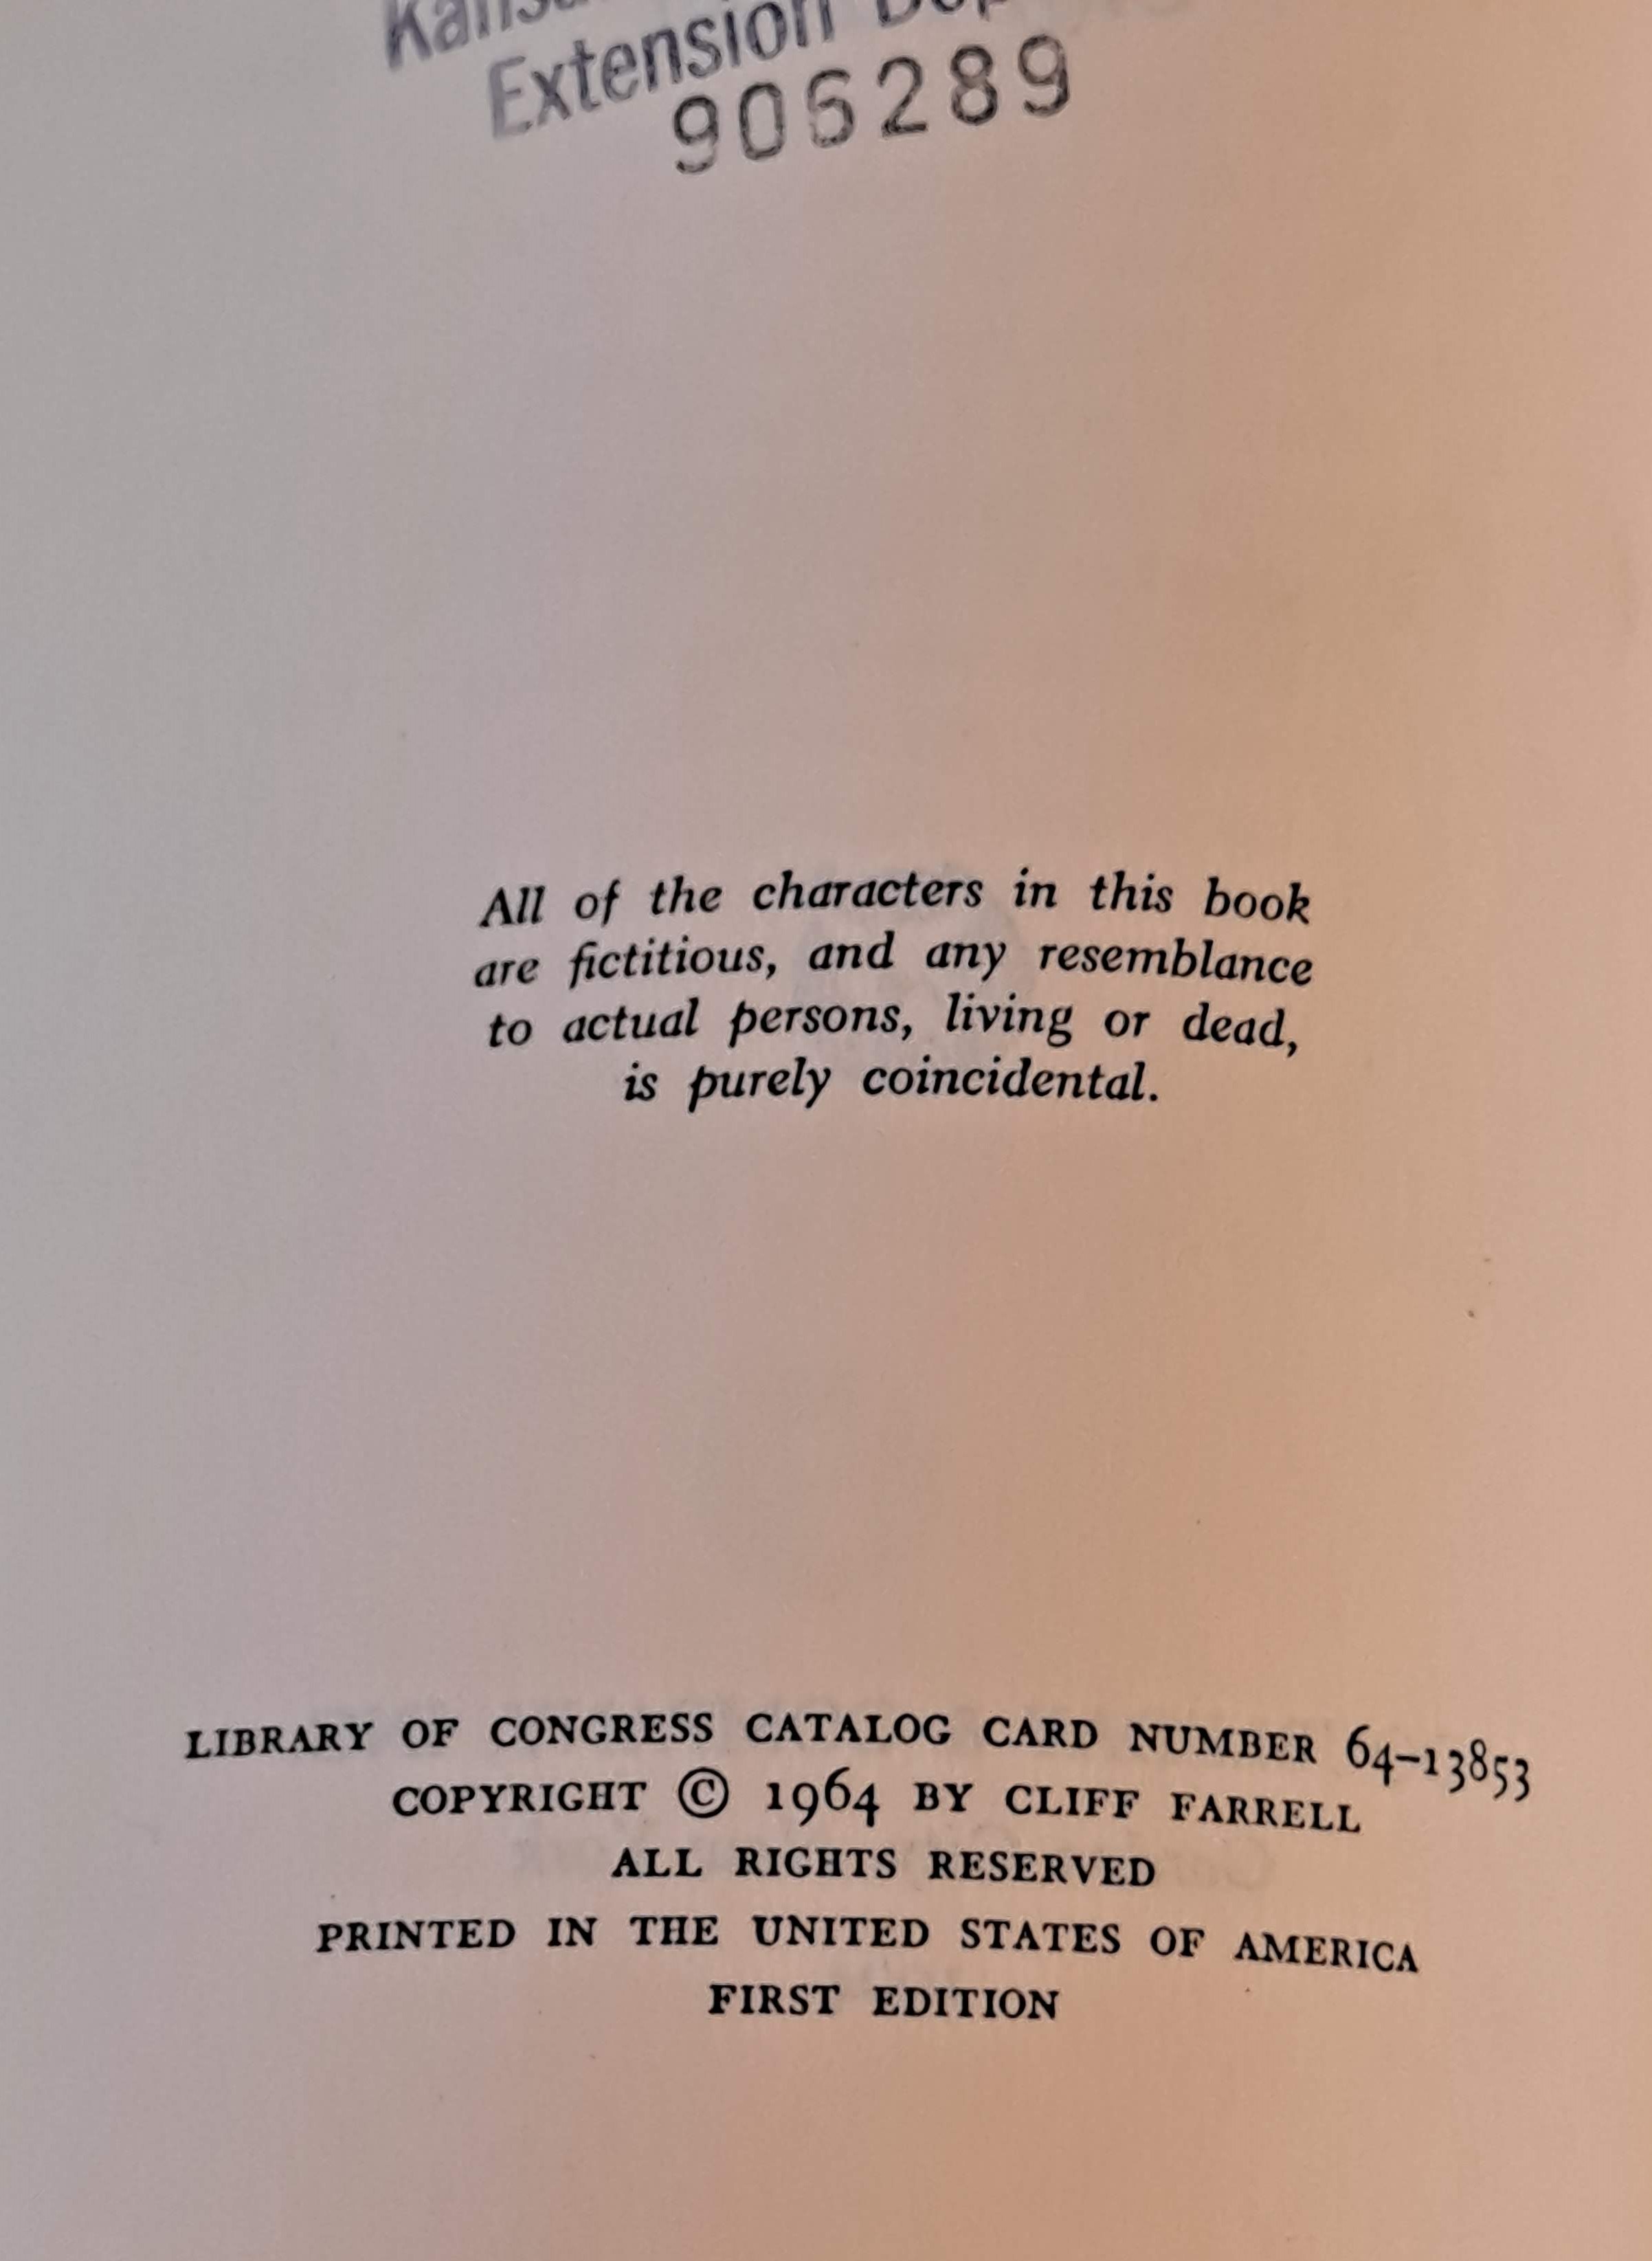 Extension
906289
All of the characters in this book
are fictitious, and any resemblance
to actual persons, living or dead,
is purely coincidental.
LIBRARY OF CONGRESS CATALOG CARD NUMBER 64–13853
COPYRIGHT © 1964 BY CLIFF FARRELL
ALL RIGHTS RESERVED
PRINTED IN THE UNITED STATES OF AMERICA
FIRST EDITION